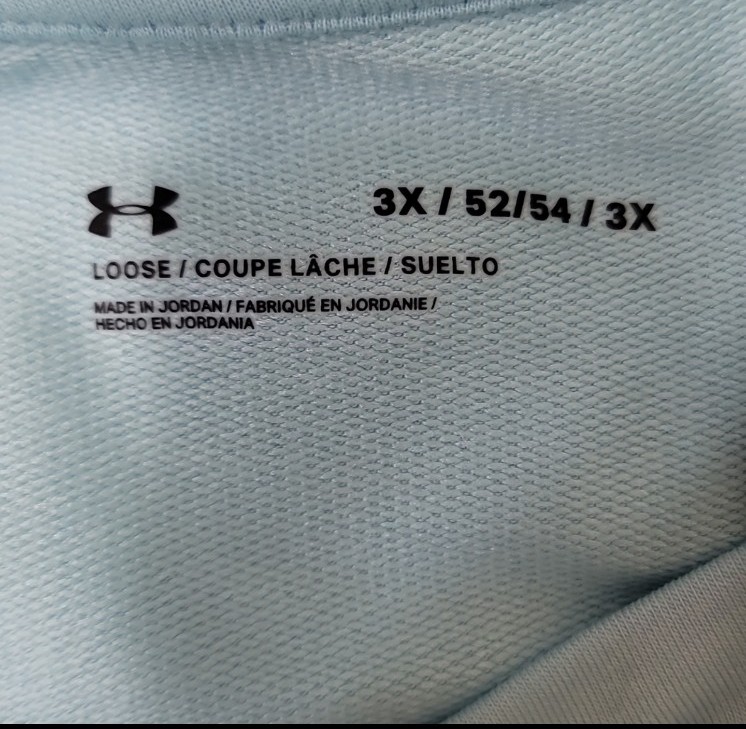 3X / 52/54 / 3X
LOOSE / COUPE LÂCHE / SUELTO
MADE IN JORDAN / FABRIQUÉ EN JORDANIE /
HECHO EN JORDANIA